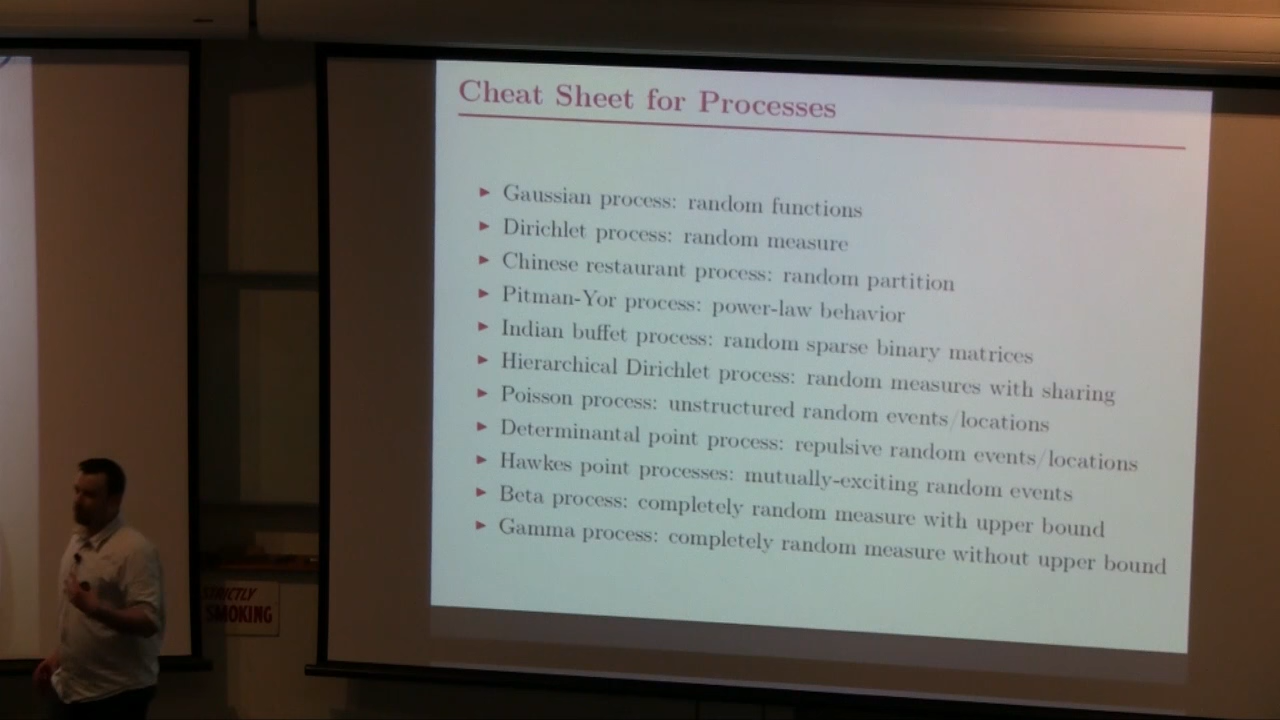 Cheat Sheet for Processes
Gaussian process: random functions
Dirichlet process: random measure
Chinese restaurant process: random partition
Pitman-Yor process: power-law behavior
Indian buffet process: random sparse binary matrices
Hierarchical Dirichlet process: random measures with sharing
Poisson process: unstructured random events/locations
Determinantal point process: repulsive random events/locations
Hawkes point processes: mutually-exciting random events
Beta process: completely random measure with upper bound
Gamma process: completely random measure without upper bound
STRICTLY
SMOKING